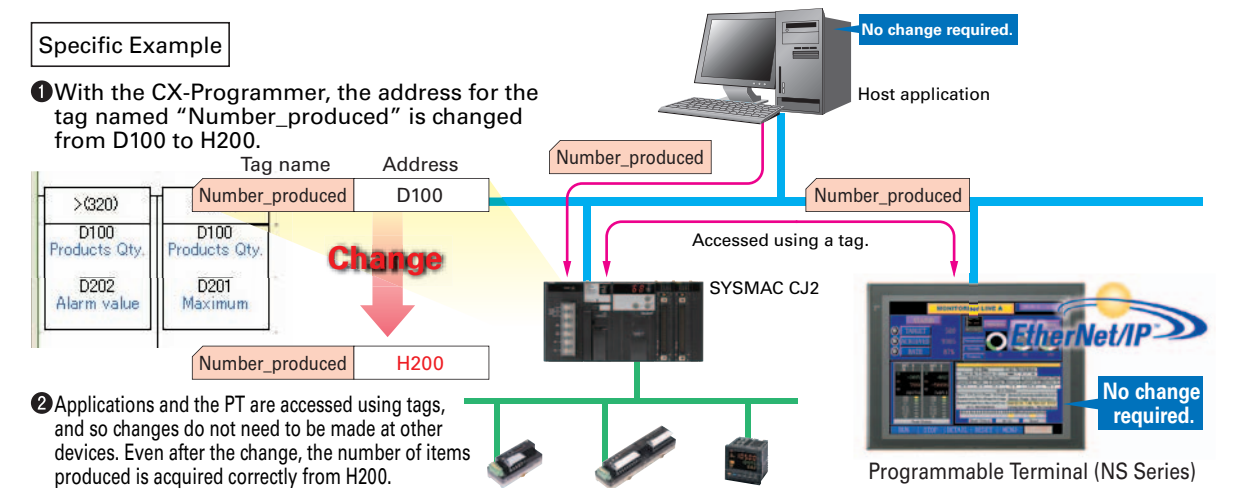 Specific Example
❶With the CX-Programmer, the address for the
tag named “Number_produced” is changed
from D100 to H200.
Tag name Address
Number_produced D100
>(320)
D100
Products Qty.
D202
Alarm value
D100
Products Qty.
D201
Maximum
Change
Number_produced H200
❷Applications and the PT are accessed using tags,
and so changes do not need to be made at other
devices. Even after the change, the number of items
produced is acquired correctly from H200.
No change required.
Host application
Number_produced
Number_produced
Accessed using a tag.
SYSMAC CJ2
EtherNet/IP
No change
required.
Programmable Terminal (NS Series)